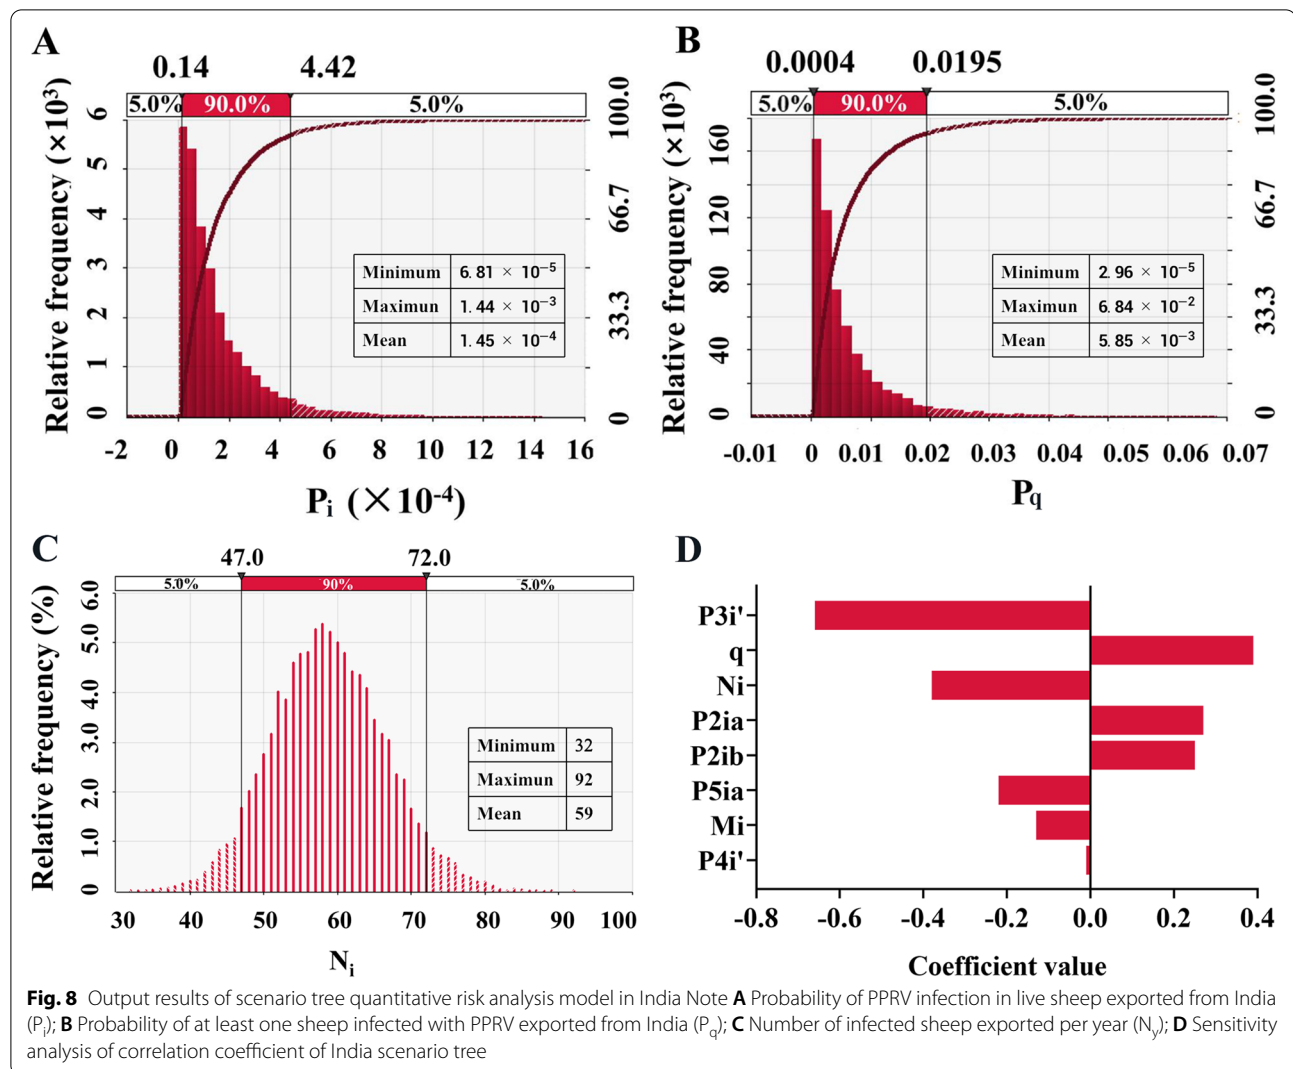 A
0.14 4.42
5.0% 90.0% 5.0%
Relative frequency (×10³)
6
5
4
3
2
1
0
100.0
66.7
33.3
0
Minimum 6.81 × 10⁻⁵
Maximun 1.44 × 10⁻³
Mean 1.45 × 10⁻⁴
-2 0 2 4 6 8 10 12 14 16
Pᵢ (×10⁻⁴)
B
0.0004 0.0195
5.0% 90.0% 5.0%
Relative frequency (×10³)
160
120
80
40
0
100.0
66.7
33.3
0
Minimum 2.96 × 10⁻⁵
Maximun 6.84 × 10⁻²
Mean 5.85 × 10⁻³
-0.01 0 0.01 0.02 0.03 0.04 0.05 0.06 0.07
Pq
C
47.0 72.0
5.0% 90% 5.0%
Relative frequency (%)
6.0
5.0
4.0
3.0
2.0
1.0
0
Minimum 32
Maximun 92
Mean 59
30 40 50 60 70 80 90 100
Nᵢ
D
P3i'
q
Ni
P2ia
P2ib
P5ia
Mi
P4i'
-0.8 -0.6 -0.4 -0.2 0.0 0.2 0.4
Coefficient value
Fig. 8 Output results of scenario tree quantitative risk analysis model in India Note A Probability of PPRV infection in live sheep exported from India
(Pᵢ); B Probability of at least one sheep infected with PPRV exported from India (Pq); C Number of infected sheep exported per year (Ny); D Sensitivity
analysis of correlation coefficient of India scenario tree